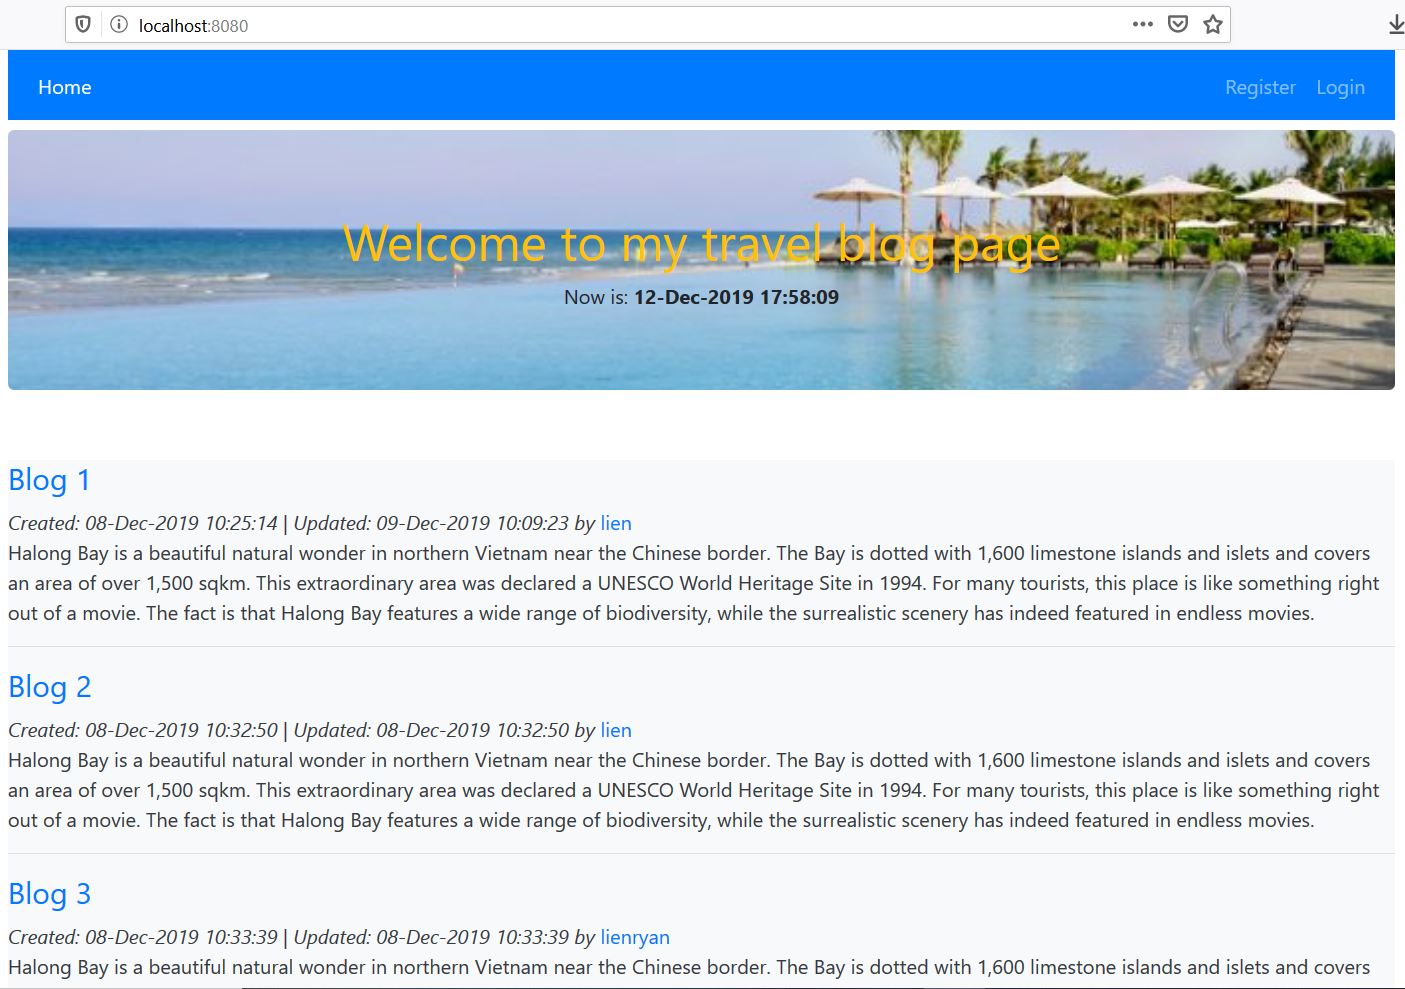 localhost:8080
Home Register Login
Welcome to my travel blog page
Now is: 12-Dec-2019 17:58:09
Blog 1
Created: 08-Dec-2019 10:25:14 | Updated: 09-Dec-2019 10:09:23 by lien
Halong Bay is a beautiful natural wonder in northern Vietnam near the Chinese border. The Bay is dotted with 1,600 limestone islands and islets and covers
an area of over 1,500 sqkm. This extraordinary area was declared a UNESCO World Heritage Site in 1994. For many tourists, this place is like something right
out of a movie. The fact is that Halong Bay features a wide range of biodiversity, while the surrealistic scenery has indeed featured in endless movies.
Blog 2
Created: 08-Dec-2019 10:32:50 | Updated: 08-Dec-2019 10:32:50 by lien
Halong Bay is a beautiful natural wonder in northern Vietnam near the Chinese border. The Bay is dotted with 1,600 limestone islands and islets and covers
an area of over 1,500 sqkm. This extraordinary area was declared a UNESCO World Heritage Site in 1994. For many tourists, this place is like something right
out of a movie. The fact is that Halong Bay features a wide range of biodiversity, while the surrealistic scenery has indeed featured in endless movies.
Blog 3
Created: 08-Dec-2019 10:33:39 | Updated: 08-Dec-2019 10:33:39 by lienryan
Halong Bay is a beautiful natural wonder in northern Vietnam near the Chinese border. The Bay is dotted with 1,600 limestone islands and islets and covers